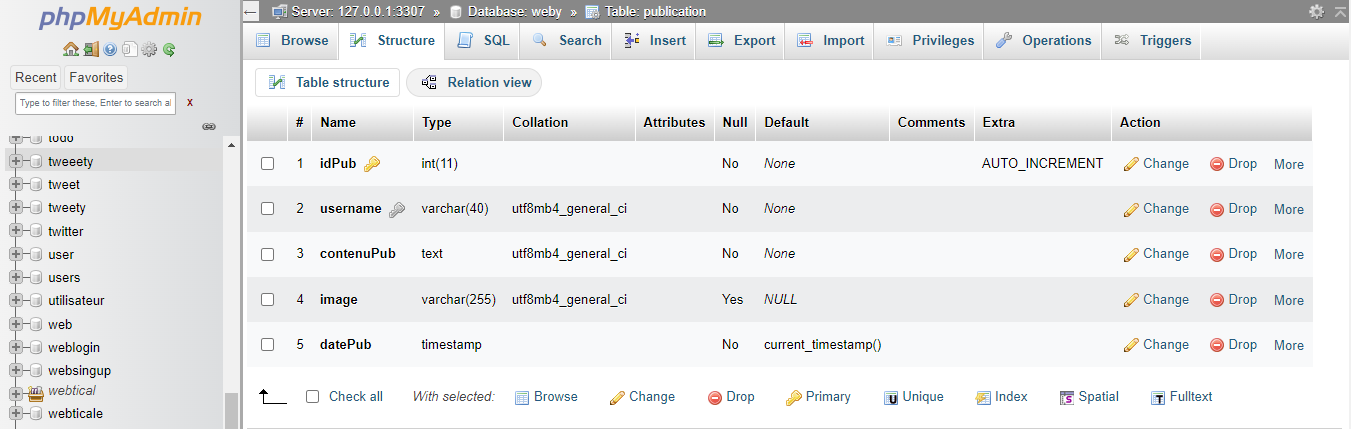 phpMyAdmin
Recent Favorites
Type to filter these, Enter to search al X
todo
tweeety
tweet
tweety
twitter
user
users
utilisateur
web
weblogin
websingup
webtical
webticale
Server: 127.0.0.1:3307 » Database: weby » Table: publication
Browse Structure SQL Search Insert Export Import Privileges Operations Triggers
Table structure Relation view
# Name Type Collation Attributes Null Default Comments Extra Action
1 idPub int(11) No None AUTO_INCREMENT Change Drop More
2 username varchar(40) utf8mb4_general_ci No None Change Drop More
3 contenuPub text utf8mb4_general_ci No None Change Drop More
4 image varchar(255) utf8mb4_general_ci Yes NULL Change Drop More
5 datePub timestamp No current_timestamp() Change Drop More
Check all With selected: Browse Change Drop Primary Unique Index Spatial Fulltext